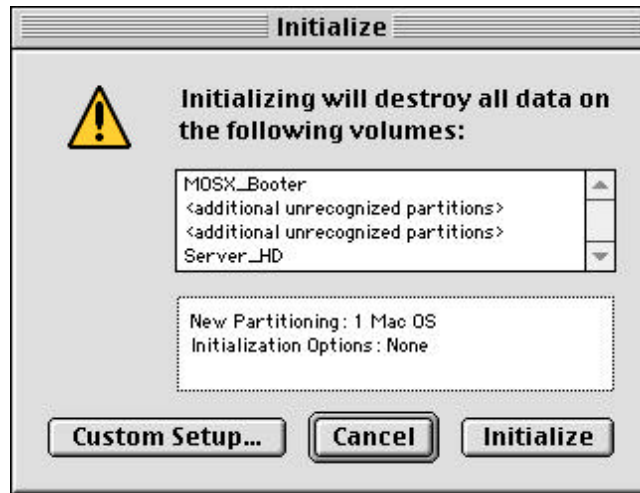 Initialize
Initializing will destroy all data on
the following volumes:
MOSX_Booter
<additional unrecognized partitions>
<additional unrecognized partitions>
Server_HD
New Partitioning: 1 Mac OS
Initialization Options: None
Custom Setup... Cancel Initialize